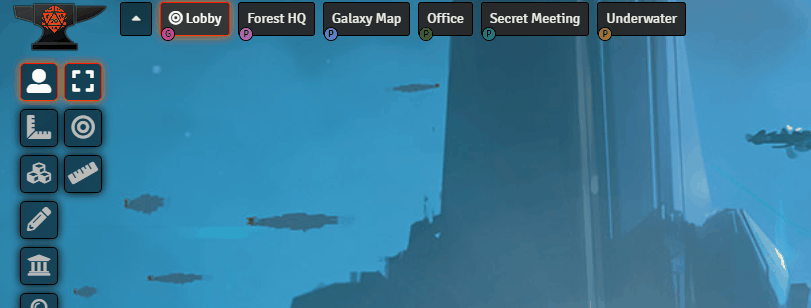 Lobby
Forest HQ
Galaxy Map
Office
Secret Meeting
Underwater
G
P
P
P
P
P